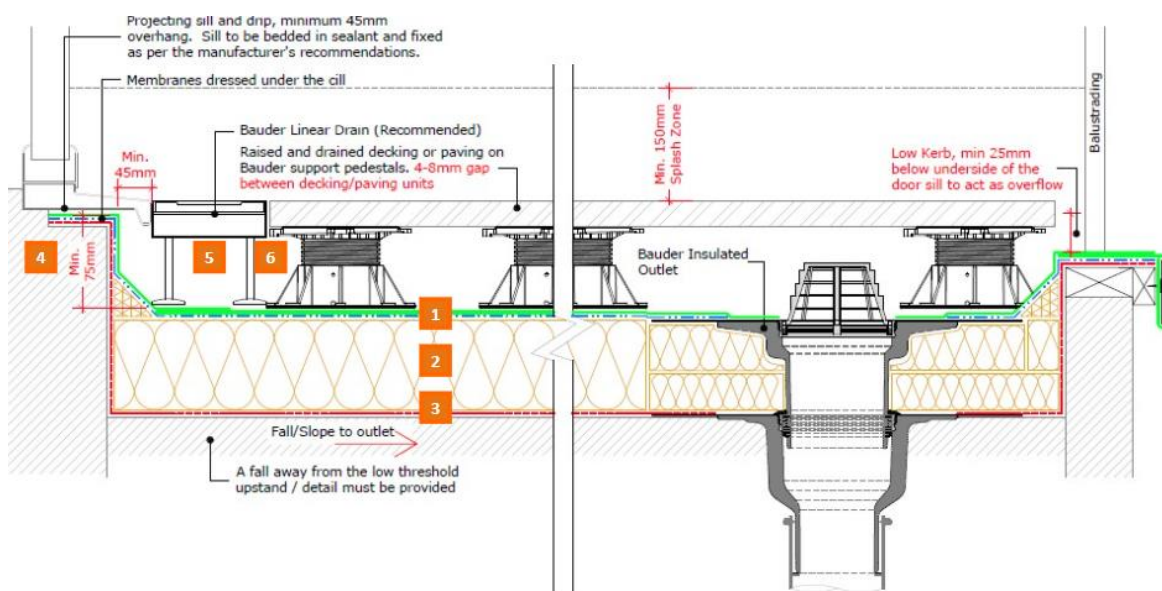 Projecting sill and drip, minimum 45mm
overhang. Sill to be bedded in sealant and fixed
as per the manufacturer's recommendations.
Membranes dressed under the cill
Bauder Linear Drain (Recommended)
Raised and drained decking or paving on
Bauder support pedestals. 4-8mm gap
between decking/paving units
Min.
45mm
Min. 150mm
Splash Zone
Balustrading
Low Kerb, min 25mm
below underside of the
door sill to act as overflow
4
Min.
75mm
5
6
Bauder Insulated
Outlet
1
2
3
Fall/Slope to outlet
A fall away from the low threshold
upstand / detail must be provided